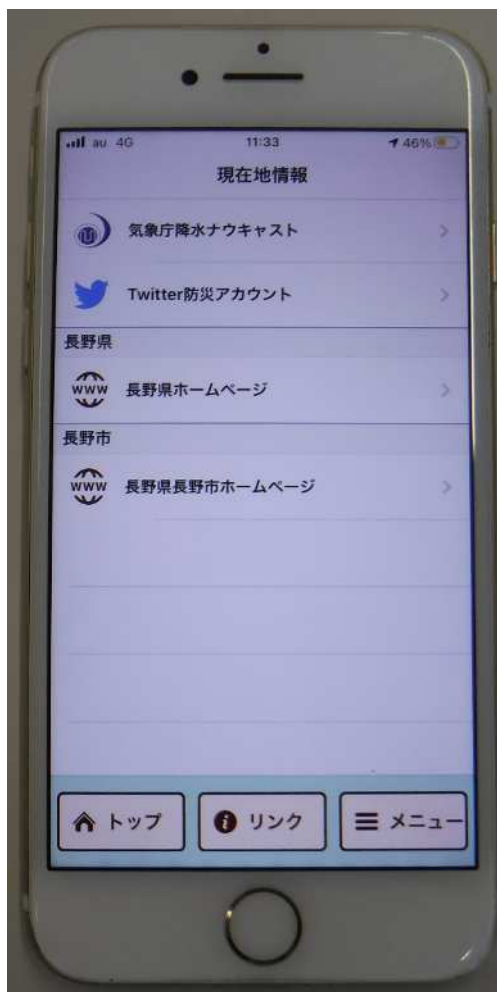 au 4G 11:33 46%
現在地情報
気象庁降水ナウキャスト
Twitter防災アカウント
長野県
www 長野県ホームページ
長野市
www 長野県長野市ホームページ
トップ リンク メニュー